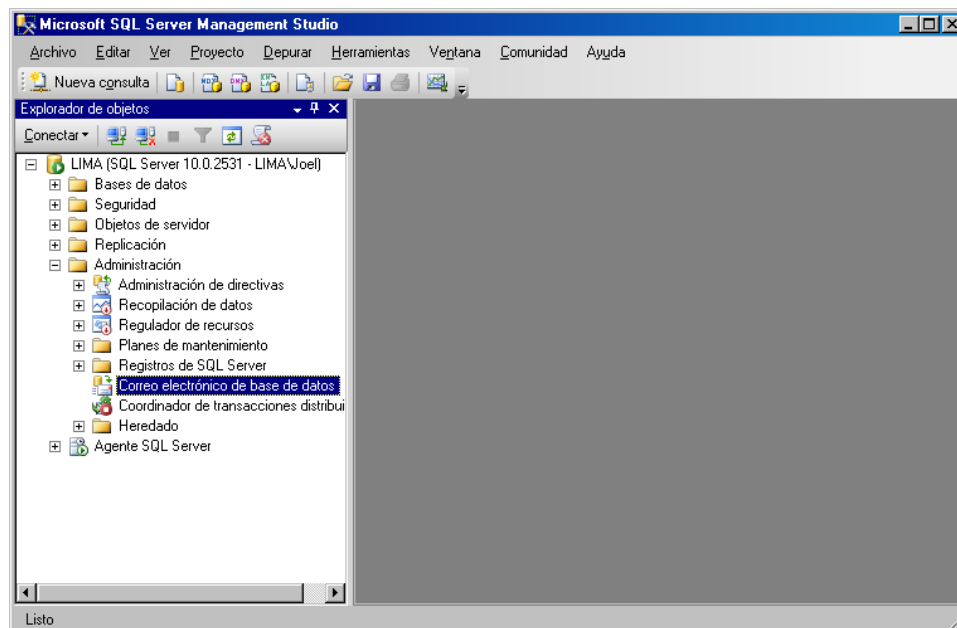 Microsoft SQL Server Management Studio
Archivo Editar Ver Proyecto Depurar Herramientas Ventana Comunidad Ayuda
Nueva consulta
Explorador de objetos
Conectar
LIMA (SQL Server 10.0.2531 - LIMA\Joel)
Bases de datos
Seguridad
Objetos de servidor
Replicación
Administración
Administración de directivas
Recopilación de datos
Regulador de recursos
Planes de mantenimiento
Registros de SQL Server
Correo electrónico de base de datos
Coordinador de transacciones distribui
Heredado
Agente SQL Server
Listo